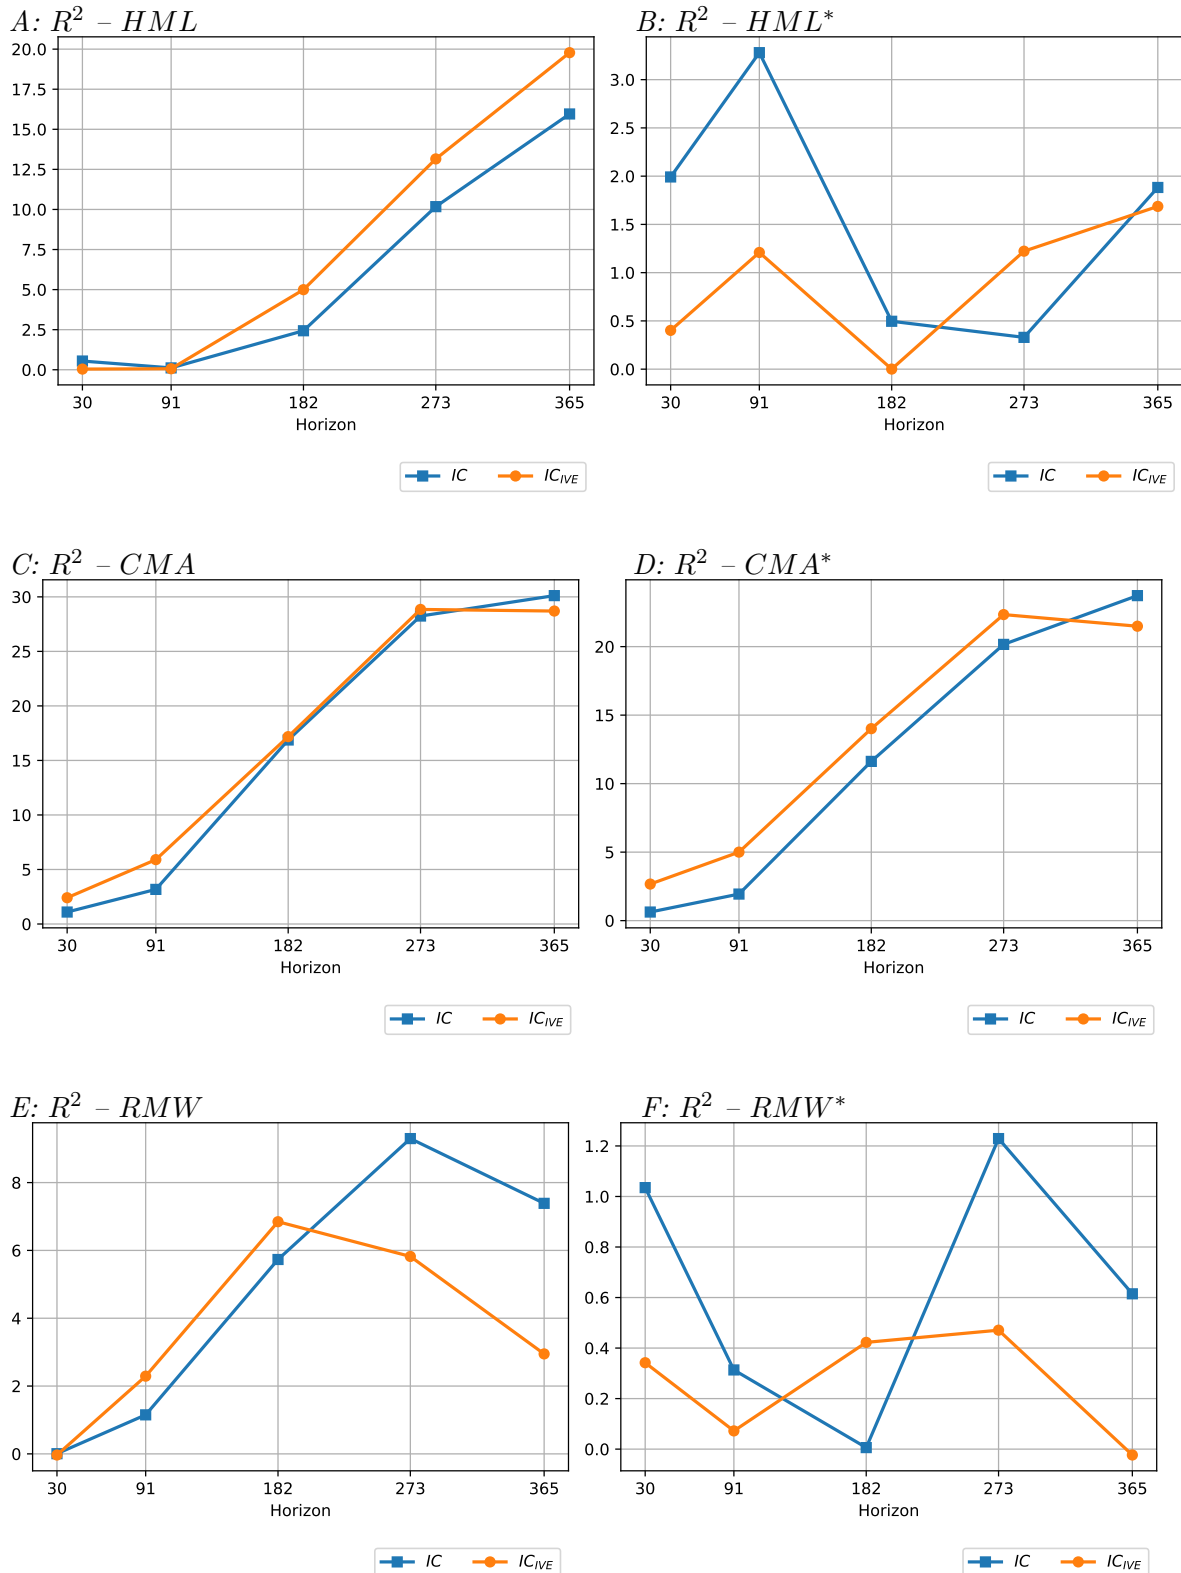 A: R² – HML
20.0
17.5
15.0
12.5
10.0
7.5
5.0
2.5
0.0
30 91 182 273 365
Horizon
IC IC_IVE
B: R² – HML*
3.0
2.5
2.0
1.5
1.0
0.5
0.0
30 91 182 273 365
Horizon
IC IC_IVE
C: R² – CMA
30
25
20
15
10
5
0
30 91 182 273 365
Horizon
IC IC_IVE
D: R² – CMA*
20
15
10
5
0
30 91 182 273 365
Horizon
IC IC_IVE
E: R² – RMW
8
6
4
2
0
30 91 182 273 365
Horizon
IC IC_IVE
F: R² – RMW*
1.2
1.0
0.8
0.6
0.4
0.2
0.0
30 91 182 273 365
Horizon
IC IC_IVE